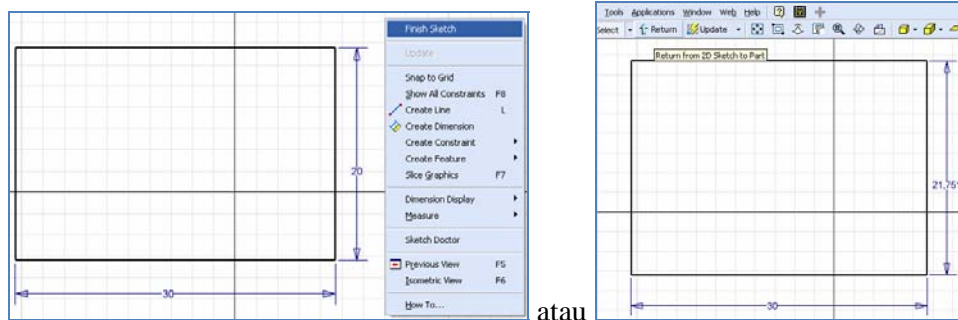 Finish Sketch
Update
Snap to Grid
Show All Constraints F8
Create Line L
Create Dimension
Create Constraint
Create Feature
Slice Graphics F7
Dimension Display
Measure
Sketch Doctor
Previous View F5
Isometric View F6
How To...
20
30
atau
Tools Applications Window Web Help
Select Return Update
Return from 2D Sketch to Part
21,75
30